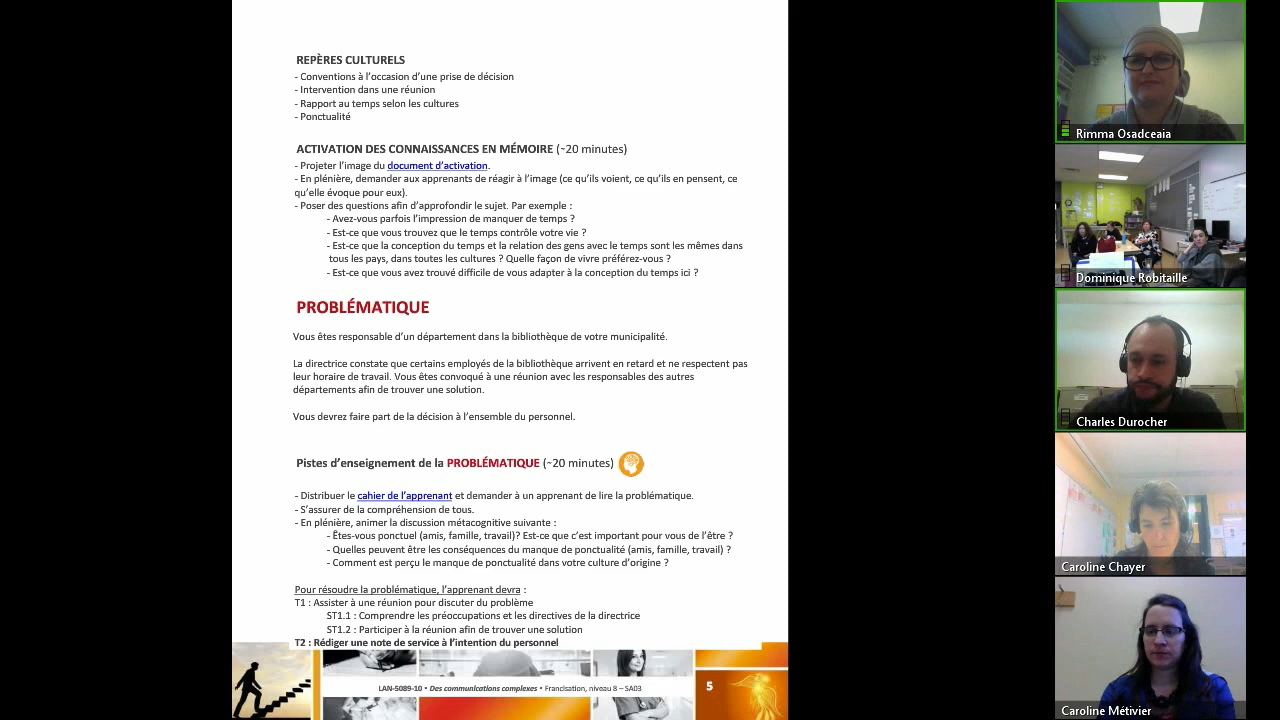 REPÈRES CULTURELS
- Conventions à l’occasion d’une prise de décision
- Intervention dans une réunion
- Rapport au temps selon les cultures
- Ponctualité
ACTIVATION DES CONNAISSANCES EN MÉMOIRE (~20 minutes)
- Projeter l’image du document d’activation.
- En plénière, demander aux apprenants de réagir à l’image (ce qu’ils voient, ce qu’ils en pensent, ce
qu’elle évoque pour eux).
- Poser des questions afin d’approfondir le sujet. Par exemple :
- Avez-vous parfois l’impression de manquer de temps ?
- Est-ce que vous trouvez que le temps contrôle votre vie ?
- Est-ce que la conception du temps et la relation des gens avec le temps sont les mêmes dans
tous les pays, dans toutes les cultures ? Quelle façon de vivre préférez-vous ?
- Est-ce que vous avez trouvé difficile de vous adapter à la conception du temps ici ?
PROBLÉMATIQUE
Vous êtes responsable d’un département dans la bibliothèque de votre municipalité.
La directrice constate que certains employés de la bibliothèque arrivent en retard et ne respectent pas
leur horaire de travail. Vous êtes convoqué à une réunion avec les responsables des autres
départements afin de trouver une solution.
Vous devrez faire part de la décision à l’ensemble du personnel.
Pistes d’enseignement de la PROBLÉMATIQUE (~20 minutes)
- Distribuer le cahier de l’apprenant et demander à un apprenant de lire la problématique.
- S’assurer de la compréhension de tous.
- En plénière, animer la discussion métacognitive suivante :
- Êtes-vous ponctuel (amis, famille, travail)? Est-ce que c’est important pour vous de l’être ?
- Quelles peuvent être les conséquences du manque de ponctualité (amis, famille, travail) ?
- Comment est perçu le manque de ponctualité dans votre culture d’origine ?
Pour résoudre la problématique, l’apprenant devra :
T1 : Assister à une réunion pour discuter du problème
ST1.1 : Comprendre les préoccupations et les directives de la directrice
ST1.2 : Participer à la réunion afin de trouver une solution
T2 : Rédiger une note de service à l’intention du personnel
LAN-5089-10 • Des communications complexes • Francisation, niveau 8 – SA03
5
Rimma Osadceaia
Dominique Robitaille
Charles Durocher
Caroline Chayer
Caroline Métivier